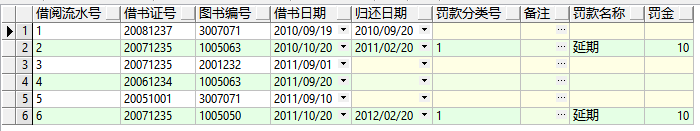 借阅流水号 借书证号 图书编号 借书日期 归还日期 罚款分类号 备注 罚款名称 罚金
1 1 20081237 3007071 2010/09/19 2010/09/20 ...
2 2 20071235 1005063 2010/10/20 2011/02/20 1 ... 延期 10
3 3 20071235 2001232 2011/09/01 ...
4 4 20061234 1005063 2011/09/20 ...
5 5 20051001 3007071 2011/09/10 ...
6 6 20071235 1005050 2011/10/20 2012/02/20 1 ... 延期 10